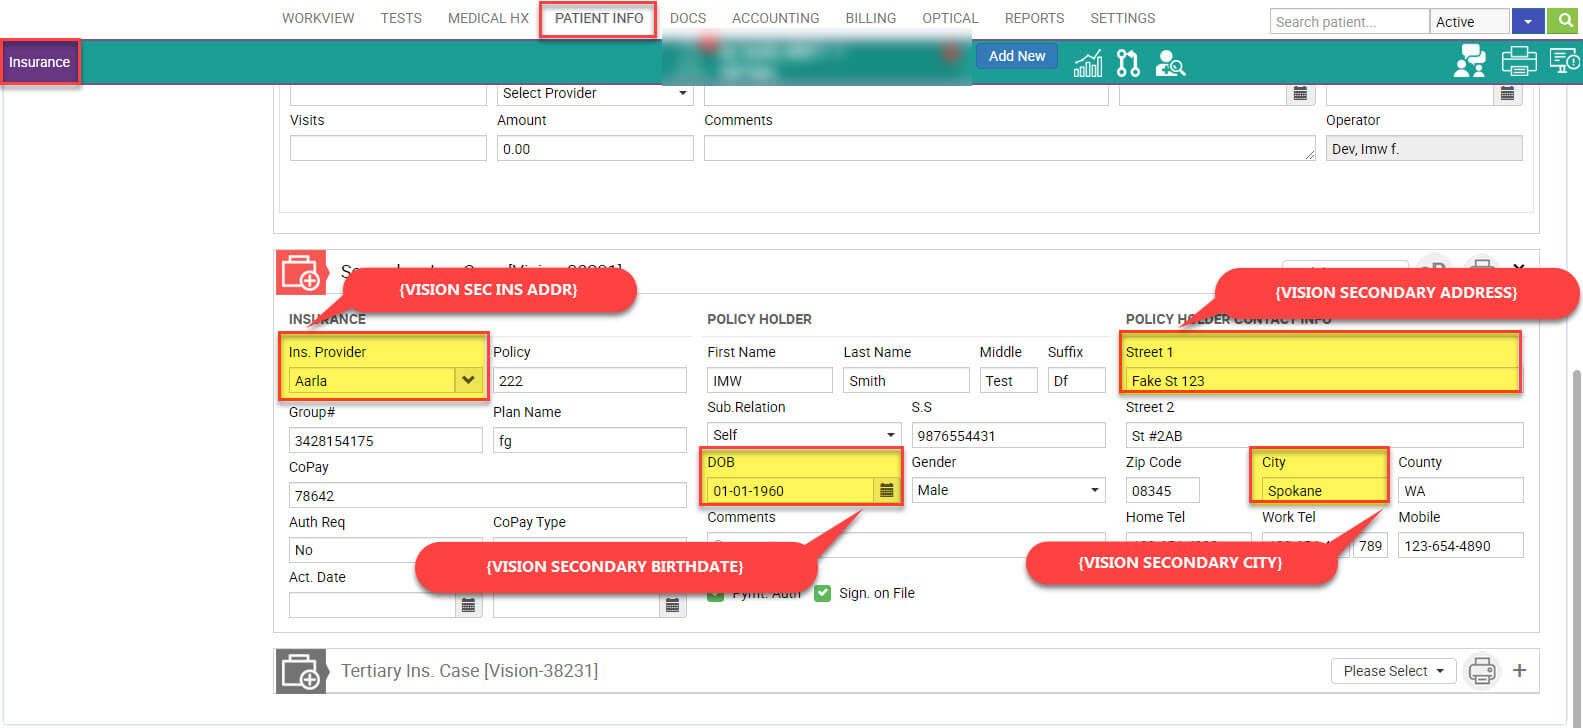 WORKVIEW TESTS MEDICAL HX PATIENT INFO DOCS ACCOUNTING BILLING OPTICAL REPORTS SETTINGS Search patient... Active
Insurance Add New
Select Provider
Visits Amount Comments Operator
0.00 Dev, Imw f.
{VISION SEC INS ADDR} {VISION SECONDARY ADDRESS}
INSURANCE POLICY HOLDER POLICY HOLDER CONTACT INFO
Ins. Provider Policy First Name Last Name Middle Suffix Street 1
Aarla 222 IMW Smith Test Df Fake St 123
Group# Plan Name Sub.Relation S.S Street 2
3428154175 fg Self 9876554431 St #2AB
CoPay DOB Gender Zip Code City County
78642 01-01-1960 Male 08345 Spokane WA
Auth Req CoPay Type Comments Home Tel Work Tel Mobile
No 789 123-654-4890
{VISION SECONDARY BIRTHDATE} {VISION SECONDARY CITY}
Act. Date Sign. on File
Tertiary Ins. Case [Vision-38231] Please Select